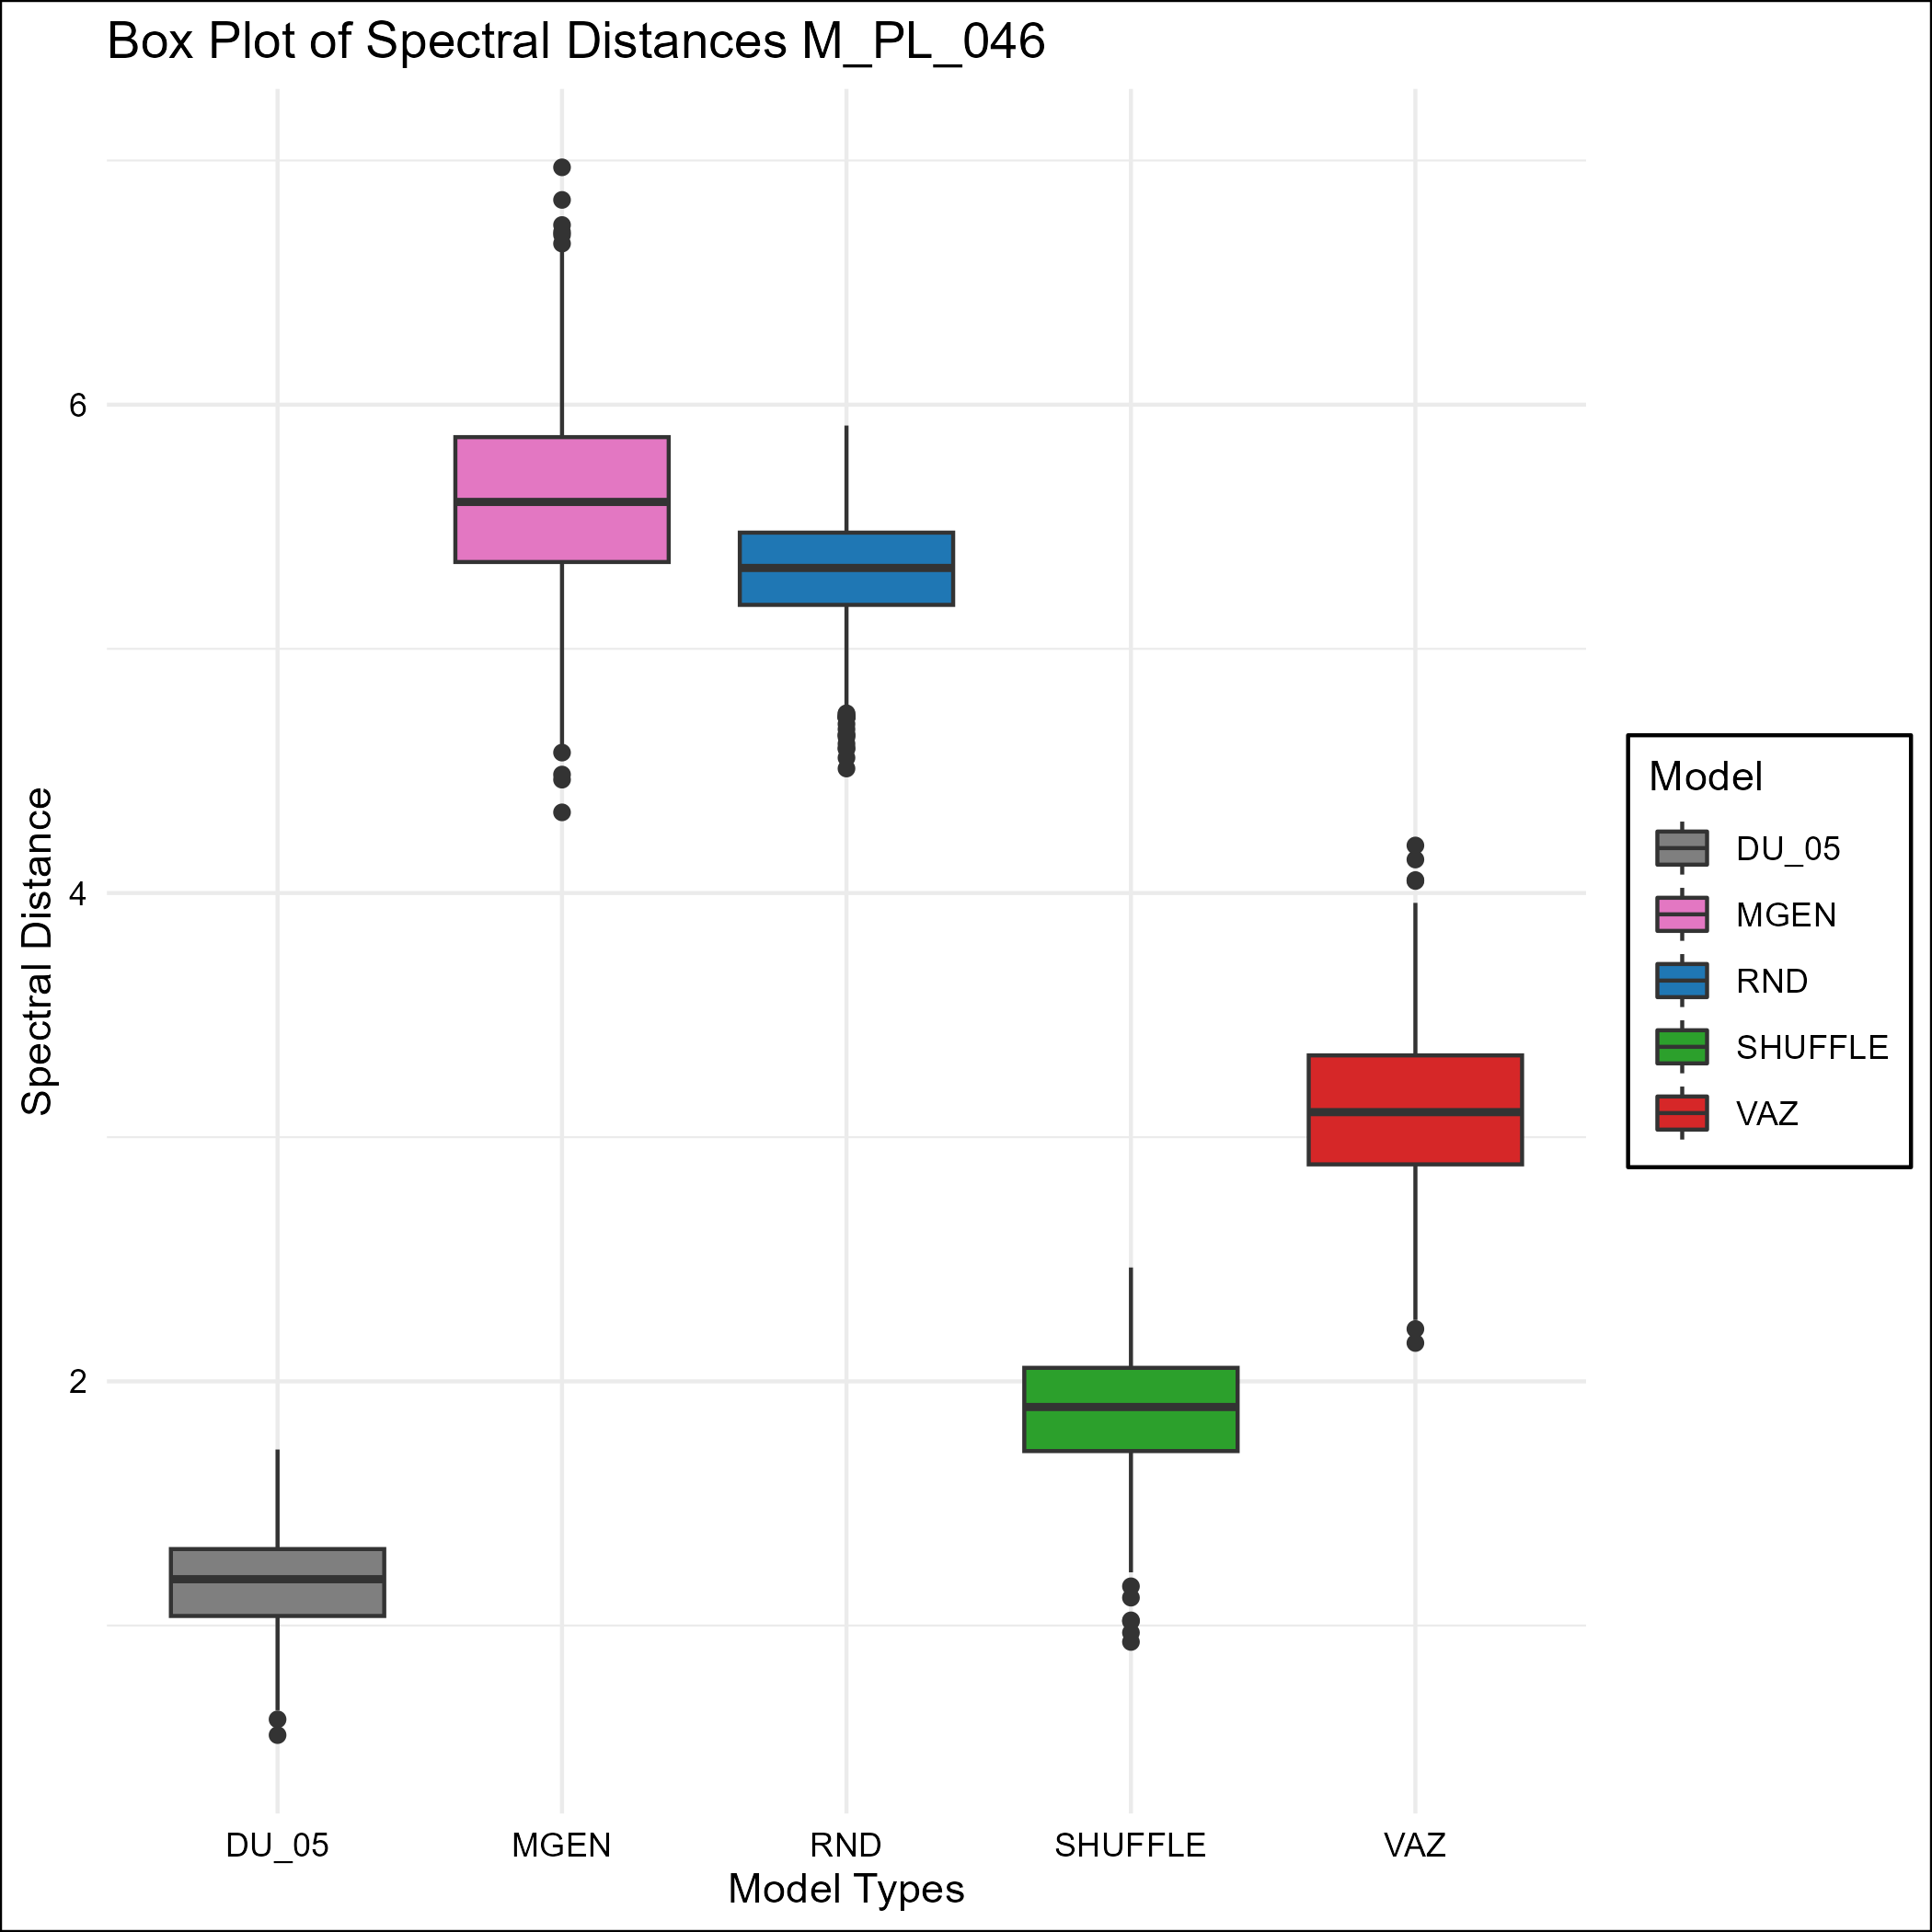 Box Plot of Spectral Distances M_PL_046
Spectral Distance
6
4
2
DU_05
MGEN
RND
SHUFFLE
VAZ
Model Types
Model
DU_05
MGEN
RND
SHUFFLE
VAZ